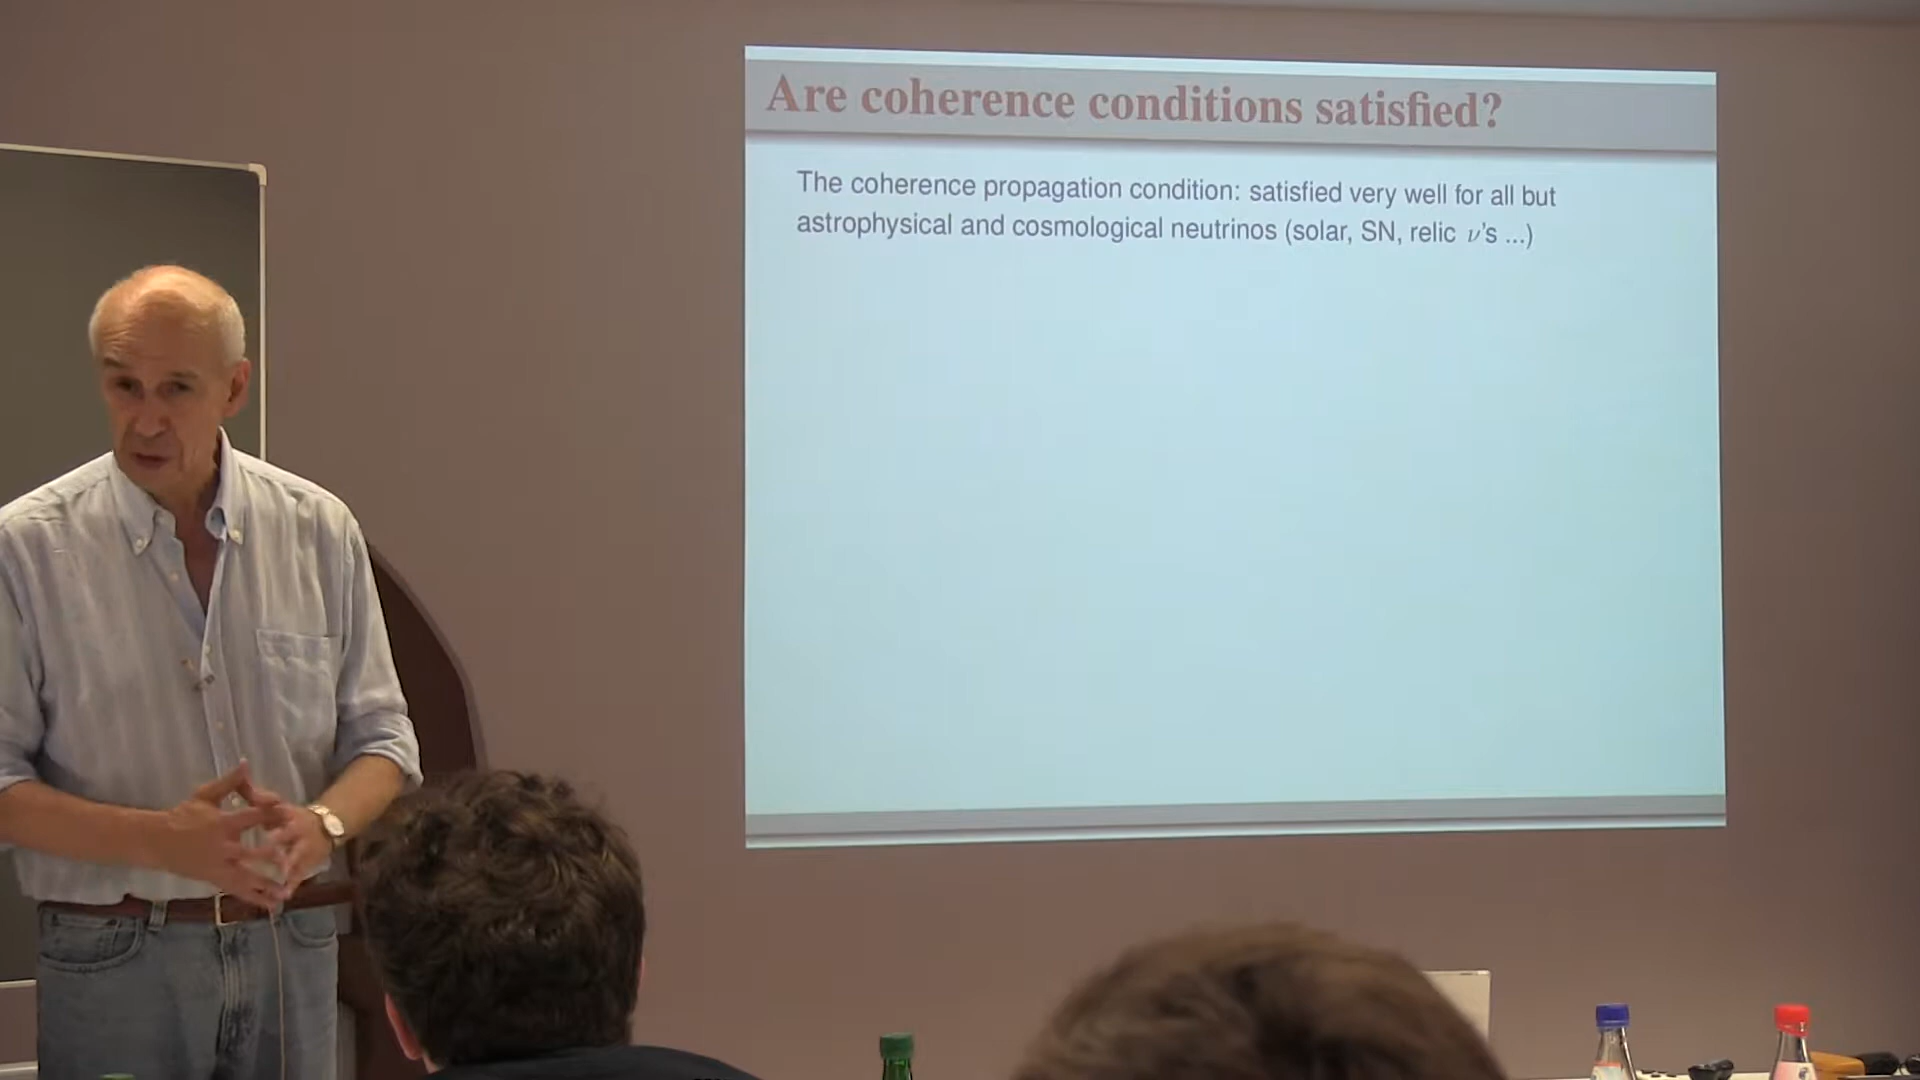 Are coherence conditions satisfied?
The coherence propagation condition: satisfied very well for all but
astrophysical and cosmological neutrinos (solar, SN, relic ν's ...)